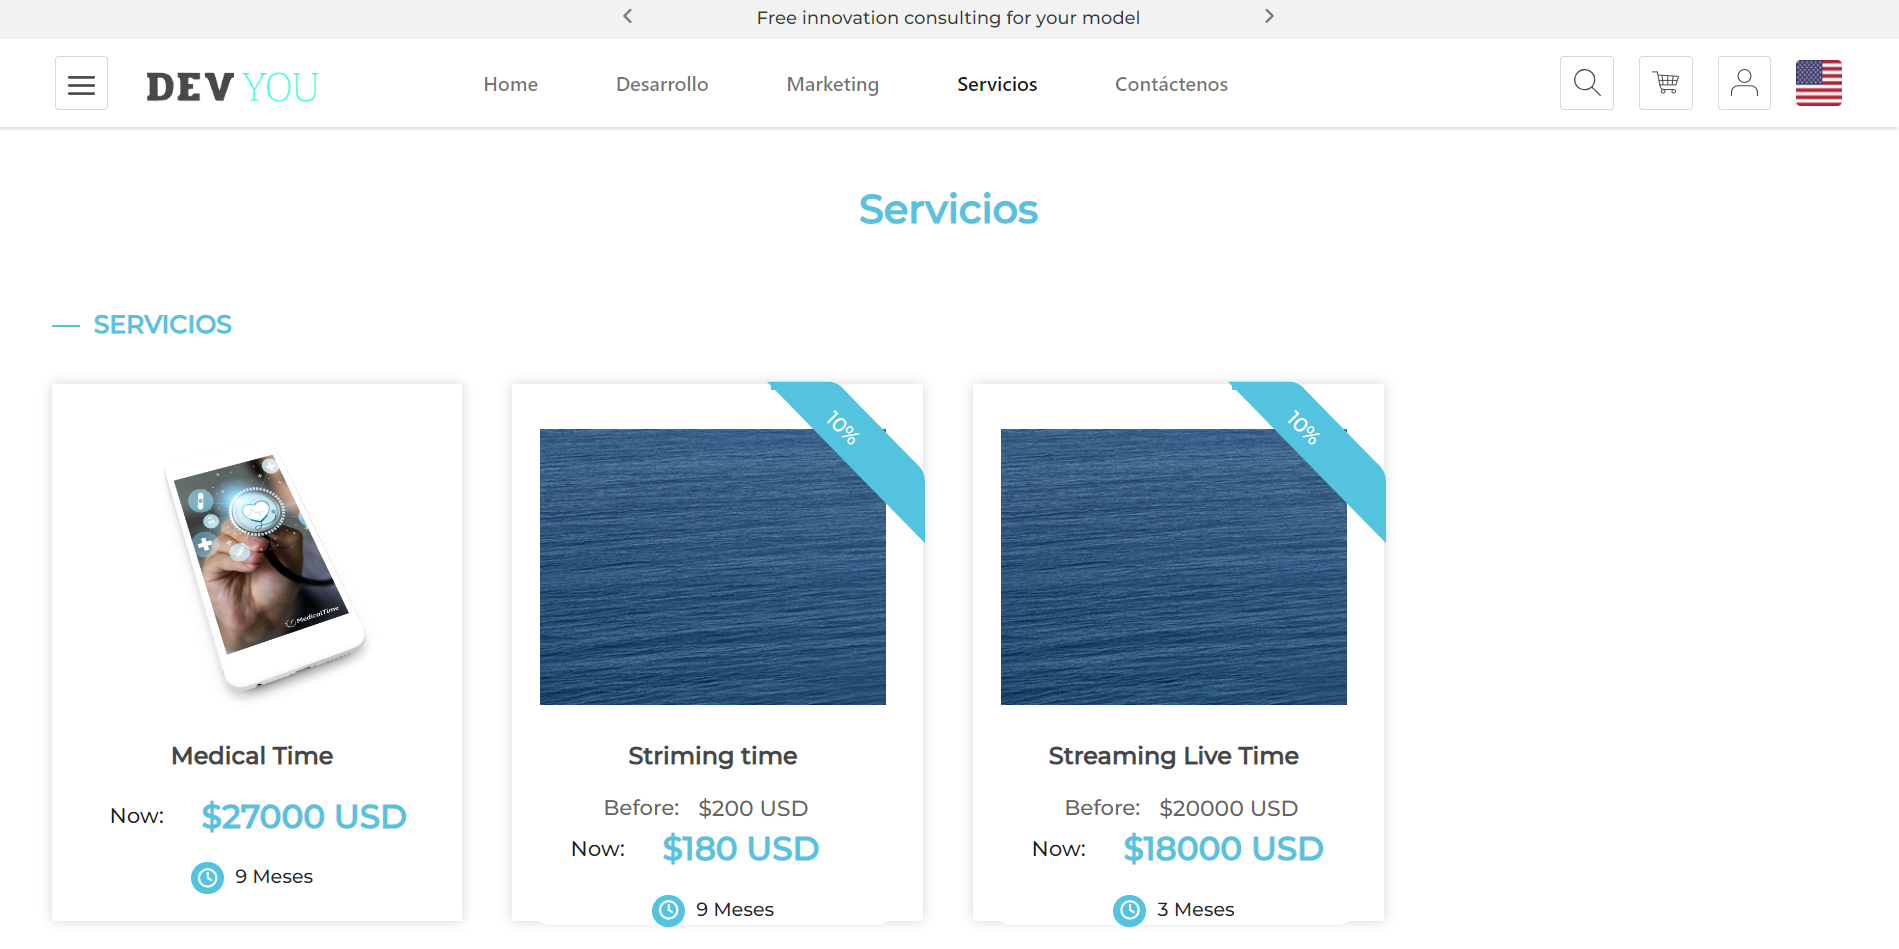 Free innovation consulting for your model
DEV YOU
Home
Desarrollo
Marketing
Servicios
Contáctenos
Servicios
SERVICIOS
MedicalTime
Medical Time
Now: $27000 USD
9 Meses
10%
Striming time
Before: $200 USD
Now: $180 USD
9 Meses
10%
Streaming Live Time
Before: $20000 USD
Now: $18000 USD
3 Meses